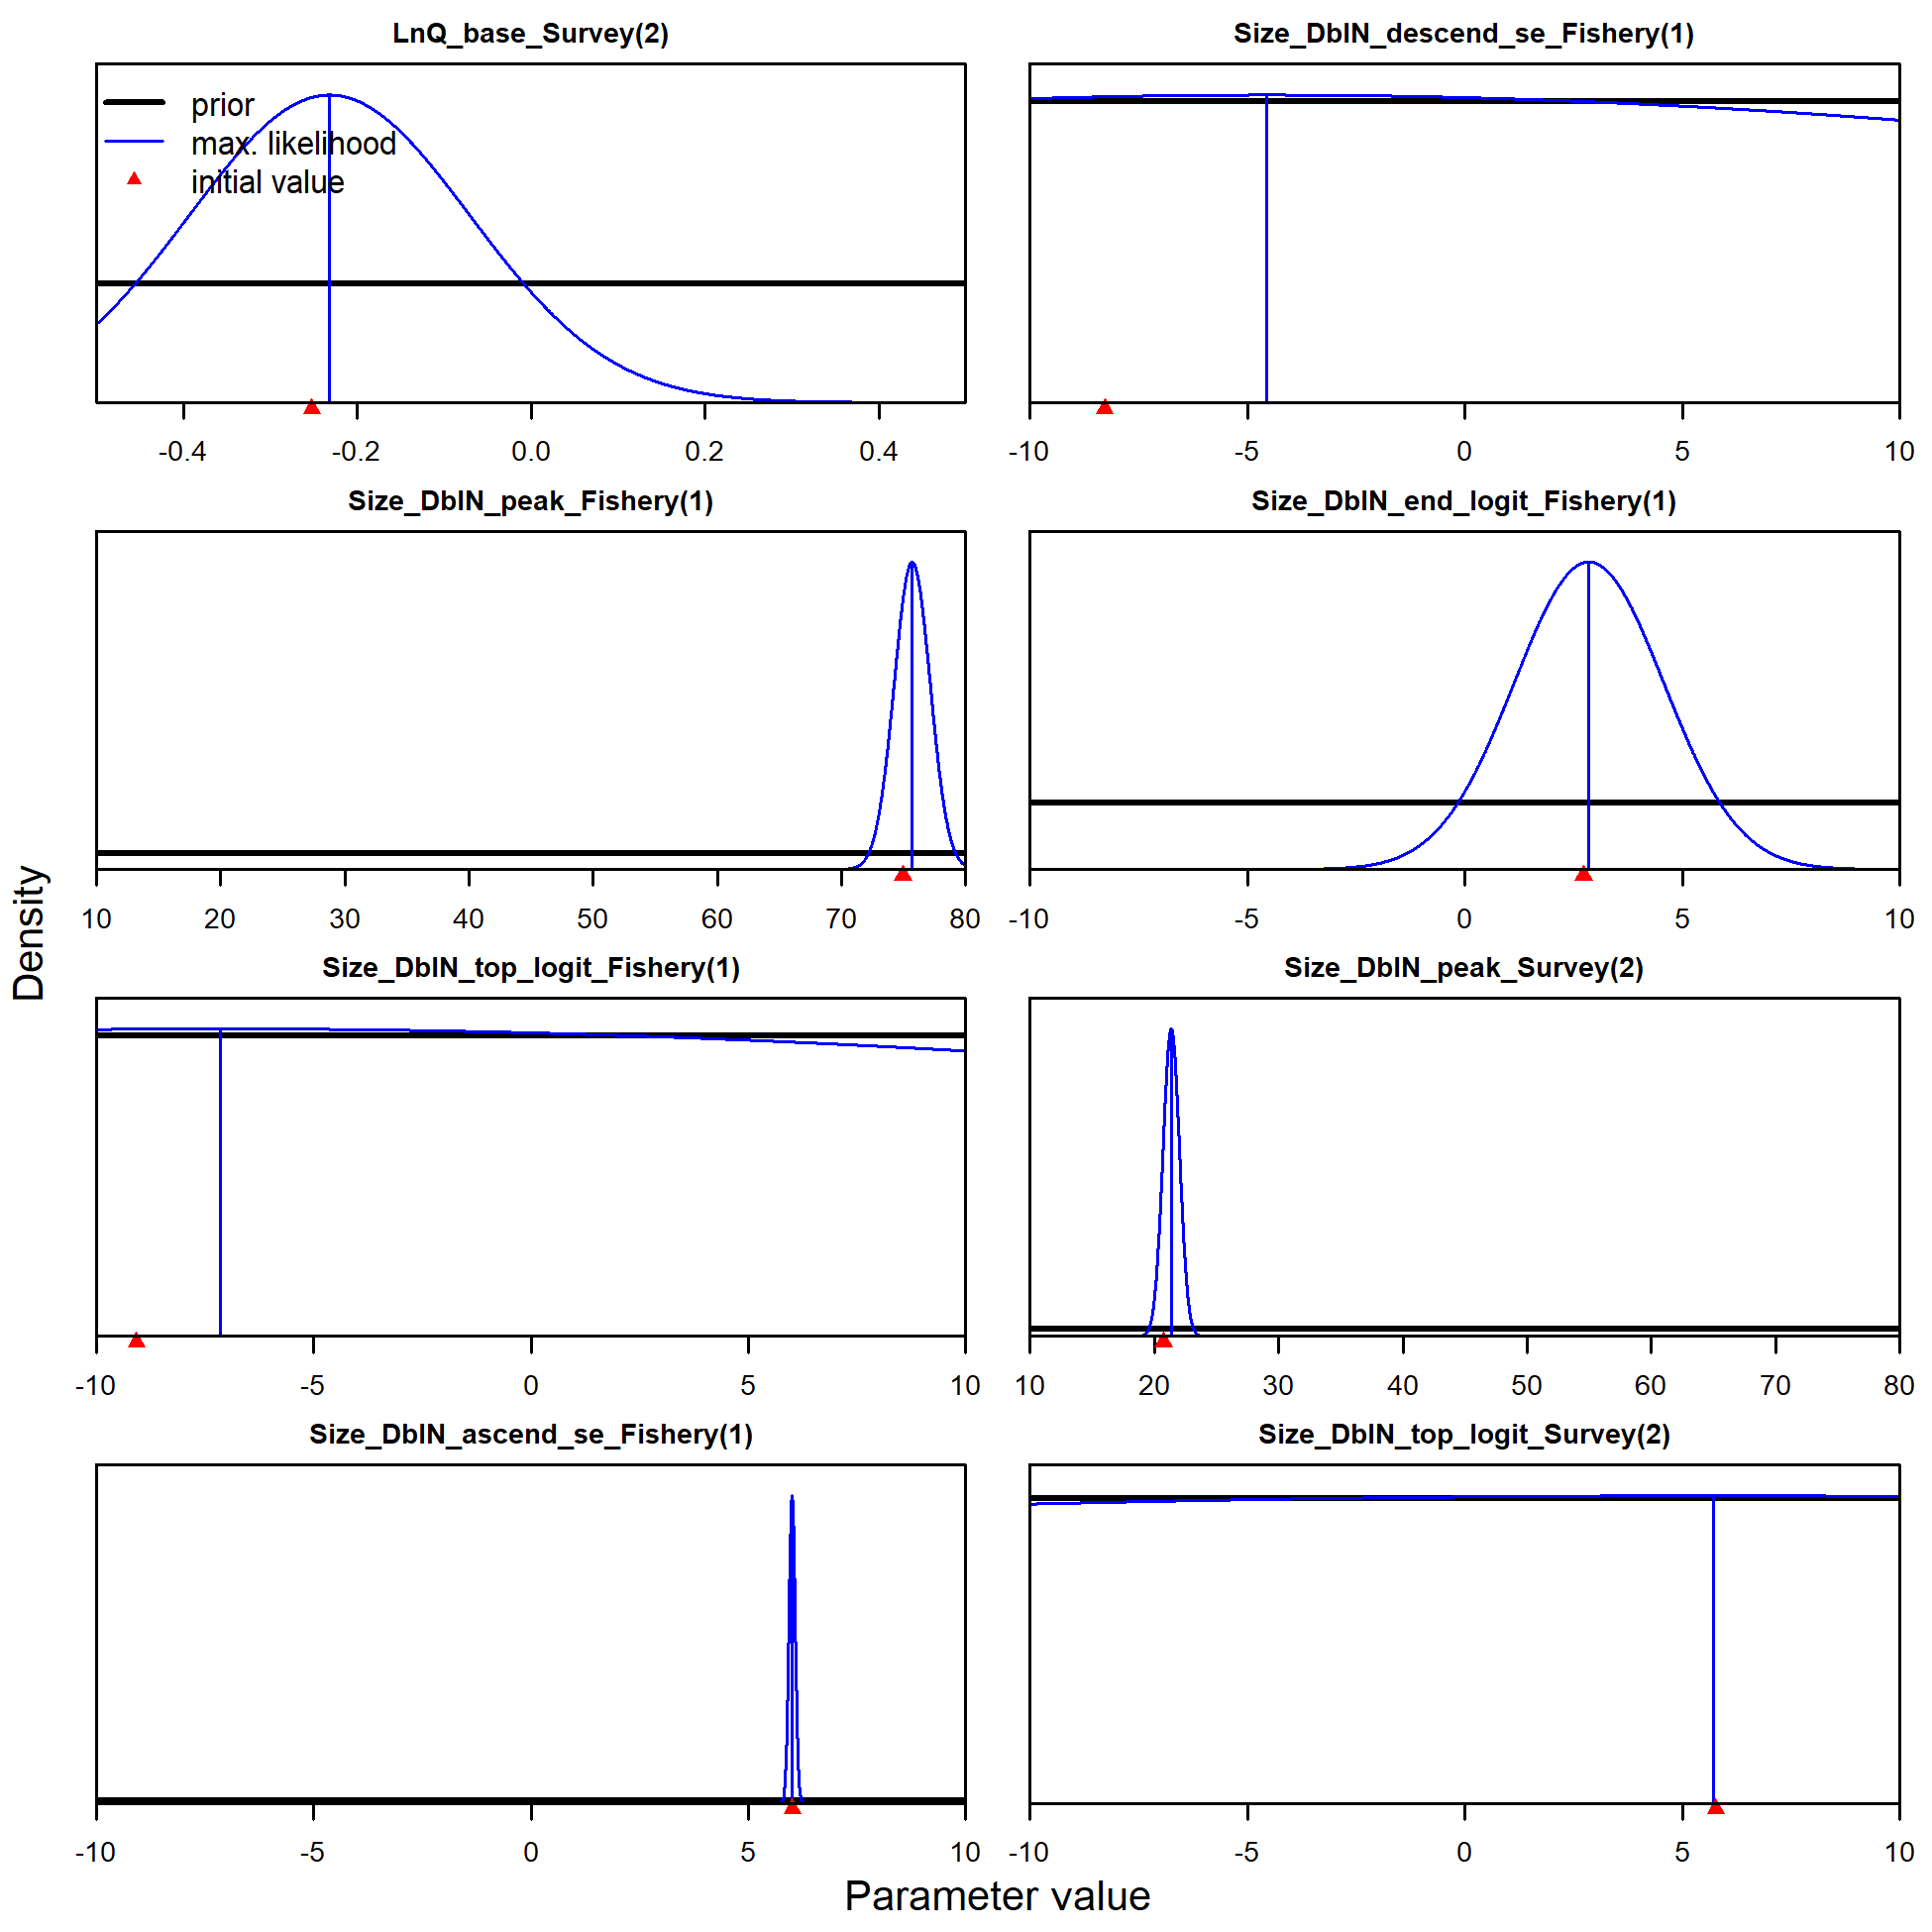 LnQ_base_Survey(2)
prior
max. likelihood
initial value
-0.4 -0.2 0.0 0.2 0.4
Size_DblN_descend_se_Fishery(1)
-10 -5 0 5 10
Size_DblN_peak_Fishery(1)
10 20 30 40 50 60 70 80
Size_DblN_end_logit_Fishery(1)
-10 -5 0 5 10
Size_DblN_top_logit_Fishery(1)
-10 -5 0 5 10
Size_DblN_peak_Survey(2)
10 20 30 40 50 60 70 80
Size_DblN_ascend_se_Fishery(1)
-10 -5 0 5 10
Size_DblN_top_logit_Survey(2)
-10 -5 0 5 10
Density
Parameter value